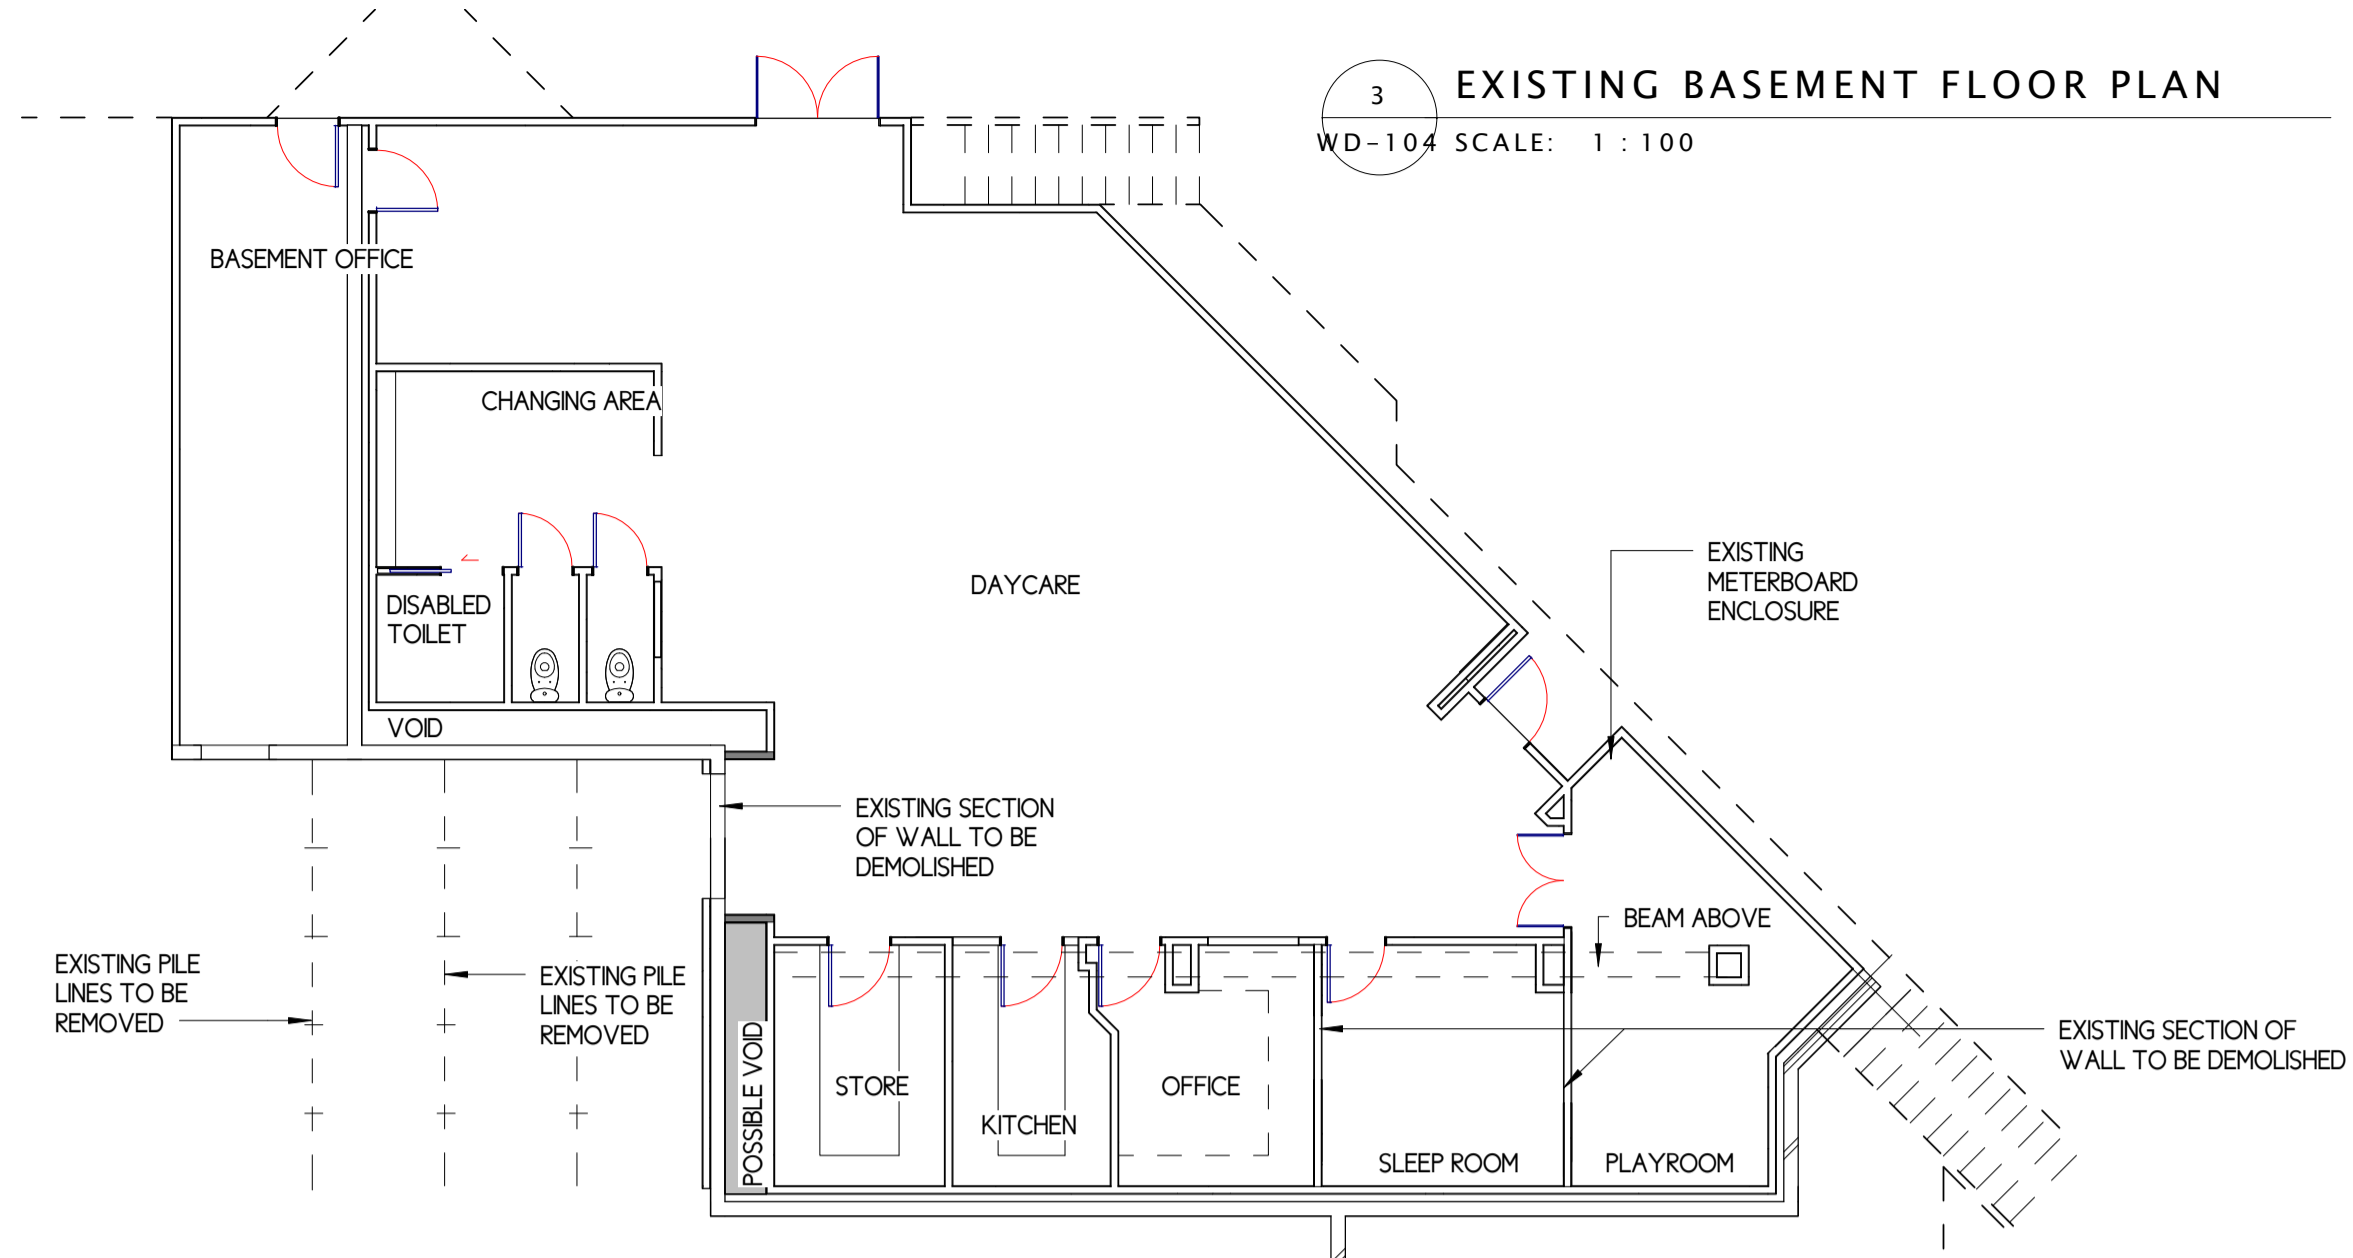 3
EXISTING BASEMENT FLOOR PLAN
WD-104 SCALE: 1 : 100
BASEMENT OFFICE
CHANGING AREA
DISABLED
TOILET
DAYCARE
EXISTING
METERBOARD
ENCLOSURE
VOID
EXISTING SECTION
OF WALL TO BE
DEMOLISHED
BEAM ABOVE
EXISTING PILE
LINES TO BE
REMOVED
EXISTING PILE
LINES TO BE
REMOVED
POSSIBLE VOID
STORE
KITCHEN
OFFICE
SLEEP ROOM
PLAYROOM
EXISTING SECTION OF
WALL TO BE DEMOLISHED